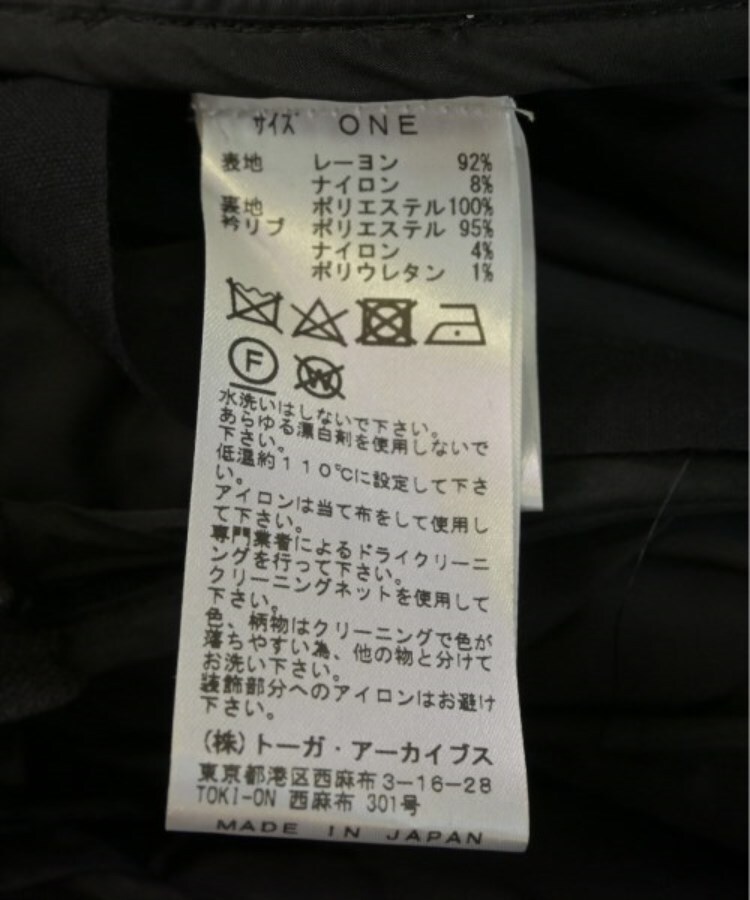 サイズ ONE
表地 レーヨン 92%
ナイロン 8%
裏地 ポリエステル100%
衿リブ ポリエステル 95%
ナイロン 4%
ポリウレタン 1%
F W
水洗いはしないで下さい。
あらゆる漂白剤を使用しないで
下さい。
低温約110℃に設定して下さ
い。
アイロンは当て布をして使用し
て下さい。
専門業者によるドライクリーニ
ングを行って下さい。
クリーニングネットを使用して
下さい。
色、柄物はクリーニングで色が
落ちやすい為、他の物と分けて
お洗い下さい。
装飾部分へのアイロンはお避け
下さい。
(株)トーガ・アーカイブス
東京都港区西麻布3-16-28
TOKI-ON 西麻布 301号
MADE IN JAPAN